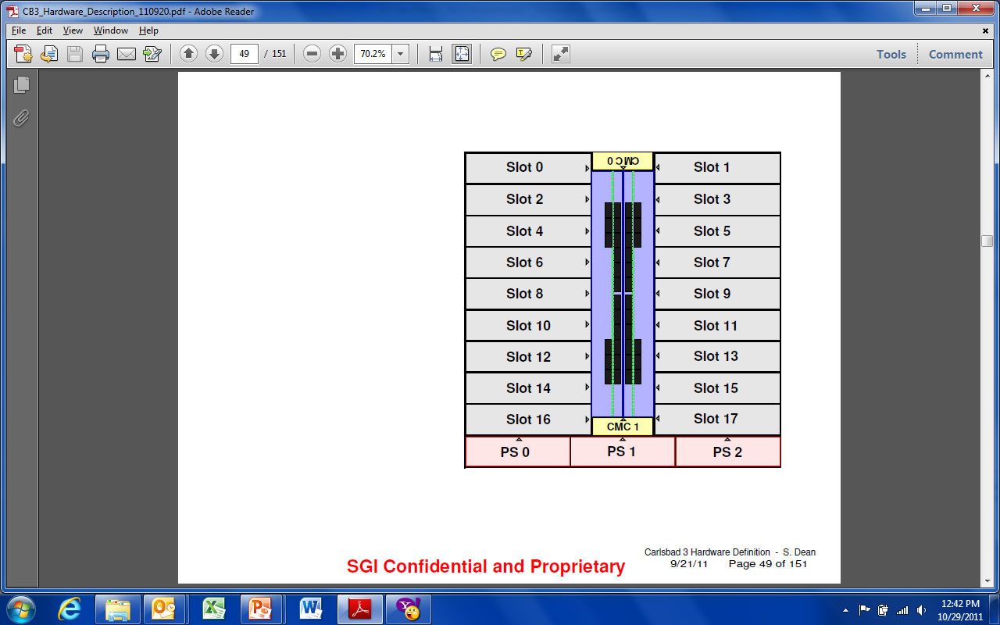 CB3_Hardware_Description_110920.pdf - Adobe Reader
File Edit View Window Help
49 / 151 70.2% Tools Comment
CMC 0
Slot 0 Slot 1
Slot 2 Slot 3
Slot 4 Slot 5
Slot 6 Slot 7
Slot 8 Slot 9
Slot 10 Slot 11
Slot 12 Slot 13
Slot 14 Slot 15
Slot 16 Slot 17
CMC 1
PS 0 PS 1 PS 2
Carlsbad 3 Hardware Definition - S. Dean
SGI Confidential and Proprietary
9/21/11 Page 49 of 151
12:42 PM
10/29/2011